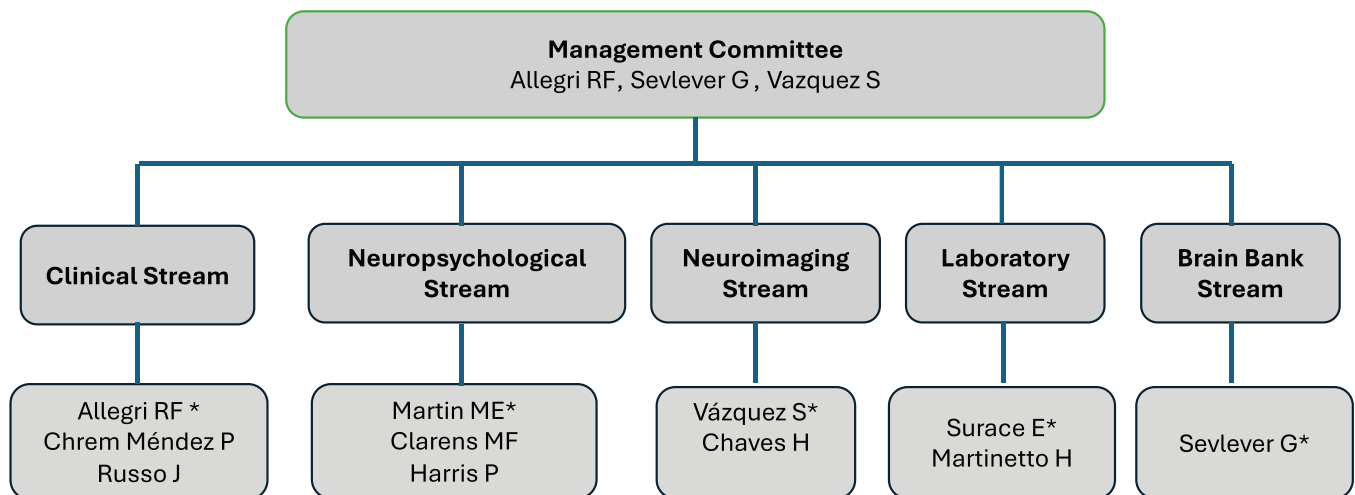 Management Committee
Allegri RF, Sevlever G , Vazquez S
Clinical Stream
Neuropsychological
Stream
Neuroimaging
Stream
Laboratory
Stream
Brain Bank
Stream
Allegri RF *
Chrem Méndez P
Russo J
Martin ME*
Clarens MF
Harris P
Vázquez S*
Chaves H
Surace E*
Martinetto H
Sevlever G*